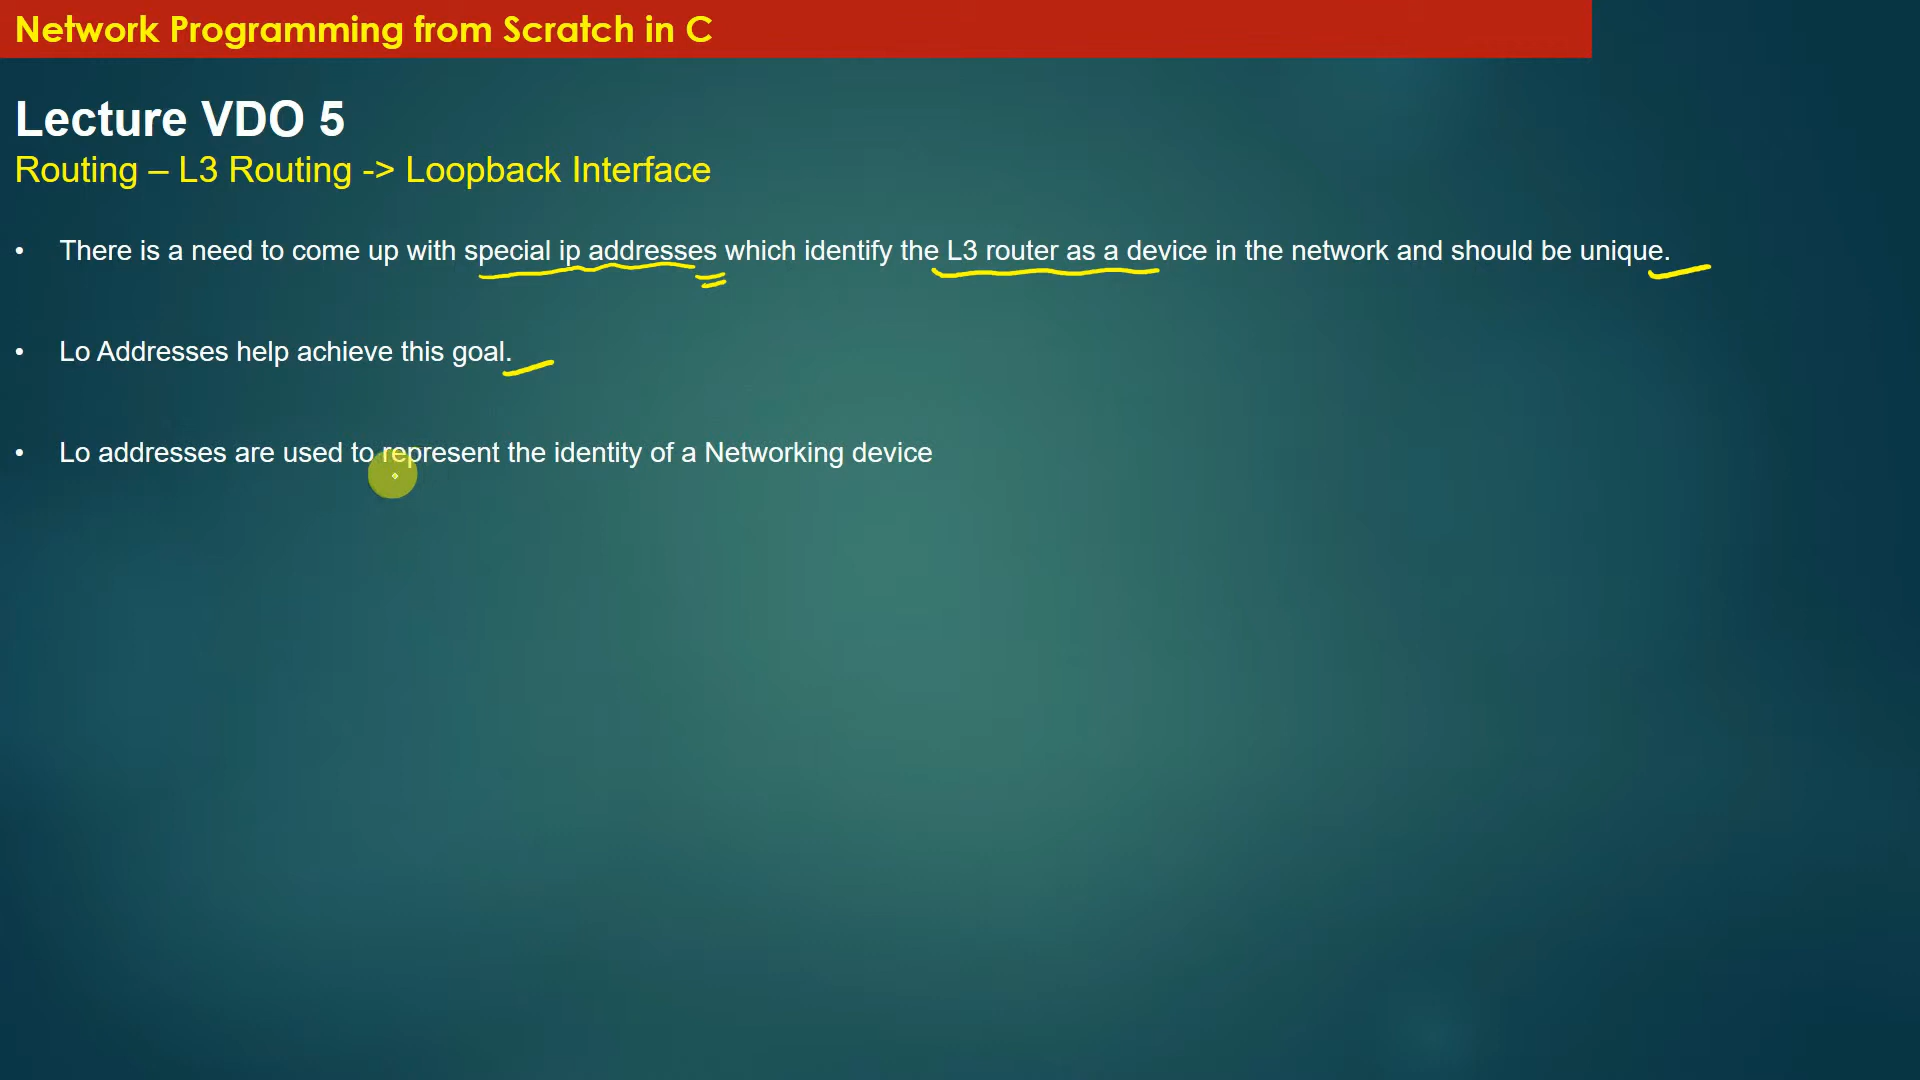 Network Programming from Scratch in C
Lecture VDO 5
Routing – L3 Routing -> Loopback Interface
• There is a need to come up with special ip addresses which identify the L3 router as a device in the network and should be unique.
• Lo Addresses help achieve this goal.
• Lo addresses are used to represent the identity of a Networking device